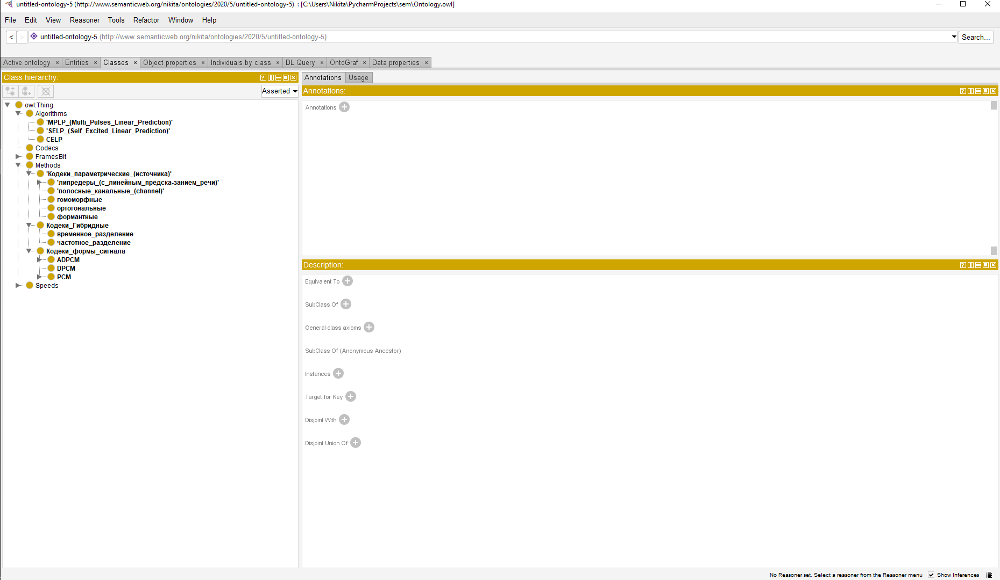 untitled-ontology-5 (http://www.semanticweb.org/nikita/ontologies/2020/5/untitled-ontology-5) : [C:\Users\Nikita\PycharmProjects\sem\Ontology.owl]
File Edit View Reasoner Tools Refactor Window Help
< > untitled-ontology-5 (http://www.semanticweb.org/nikita/ontologies/2020/5/untitled-ontology-5) Search...
Active ontology × Entities × Classes × Object properties × Individuals by class × DL Query × OntoGraf × Data properties ×
Class hierarchy:
Asserted
owl:Thing
Algorithms
'MPLP_(Multi_Pulses_Linear_Prediction)'
'SELP_(Self_Excited_Linear_Prediction)'
CELP
Codecs
FramesBit
Methods
'Кодеки_параметрические_(источника)'
'липредеры_(с_линейным_предска-занием_речи)'
'полосные_канальные_(channel)'
гомоморфные
ортогональные
формантные
Кодеки_Гибридные
временное_разделение
частотное_разделение
Кодеки_формы_сигнала
ADPCM
DPCM
PCM
Speeds
Annotations Usage
Annotations:
Annotations
Description:
Equivalent To
SubClass Of
General class axioms
SubClass Of (Anonymous Ancestor)
Instances
Target for Key
Disjoint With
Disjoint Union Of
No Reasoner set. Select a reasoner from the Reasoner menu Show Inferences